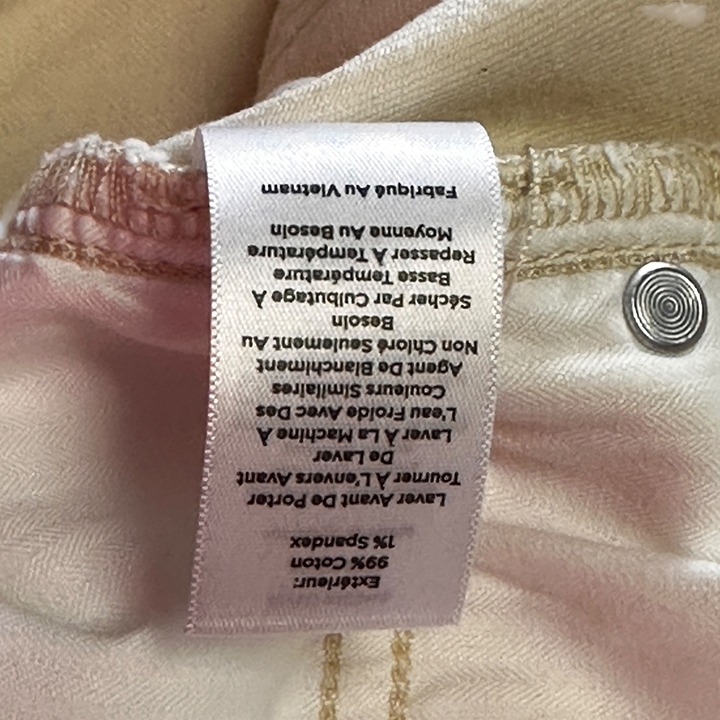 Extérieur:
99% Coton
1% Spandex
Laver Avant De Porter
Tourner À L'envers Avant
De Laver
Laver À La Machine À
L'eau Froide Avec Des
Couleurs Similaires
Agent De Blanchiment
Non Chloré Seulement Au
Besoin
Sécher Par Culbutage À
Basse Température
Repasser À Température
Moyenne Au Besoin
Fabriqué Au Vietnam